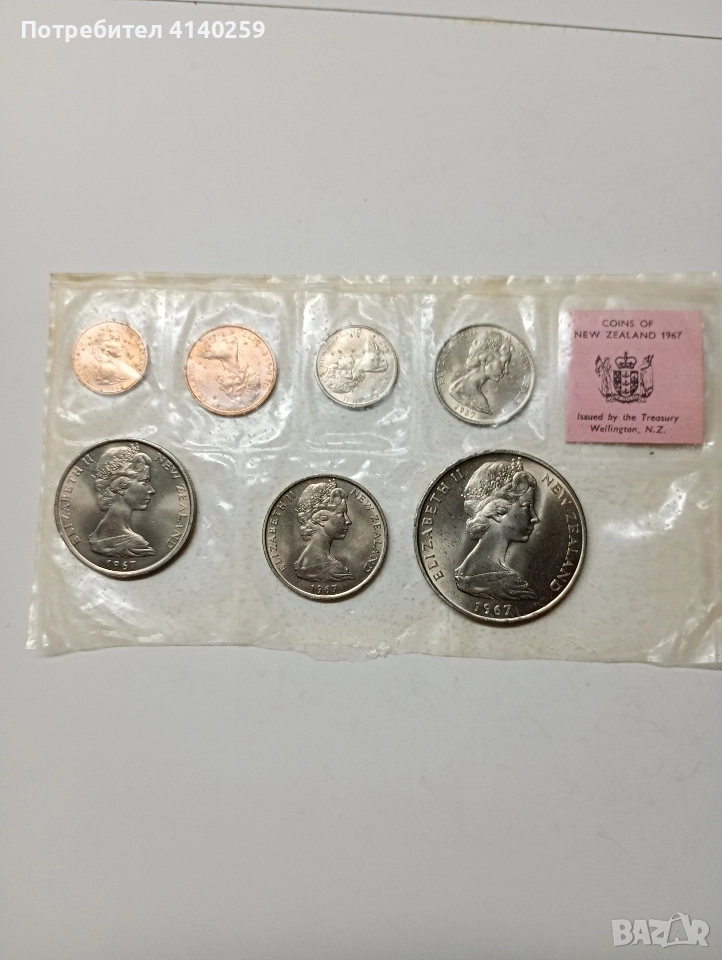 Потребител 4140259
COINS OF
NEW ZEALAND 1967
Issued by the Treasury
Wellington, N.Z.
1967
ELIZABETH II NEW ZEALAND
1967
ELIZABETH II NEW ZEALAND
1967
ELIZABETH II NEW ZEALAND
1967
BAZAR